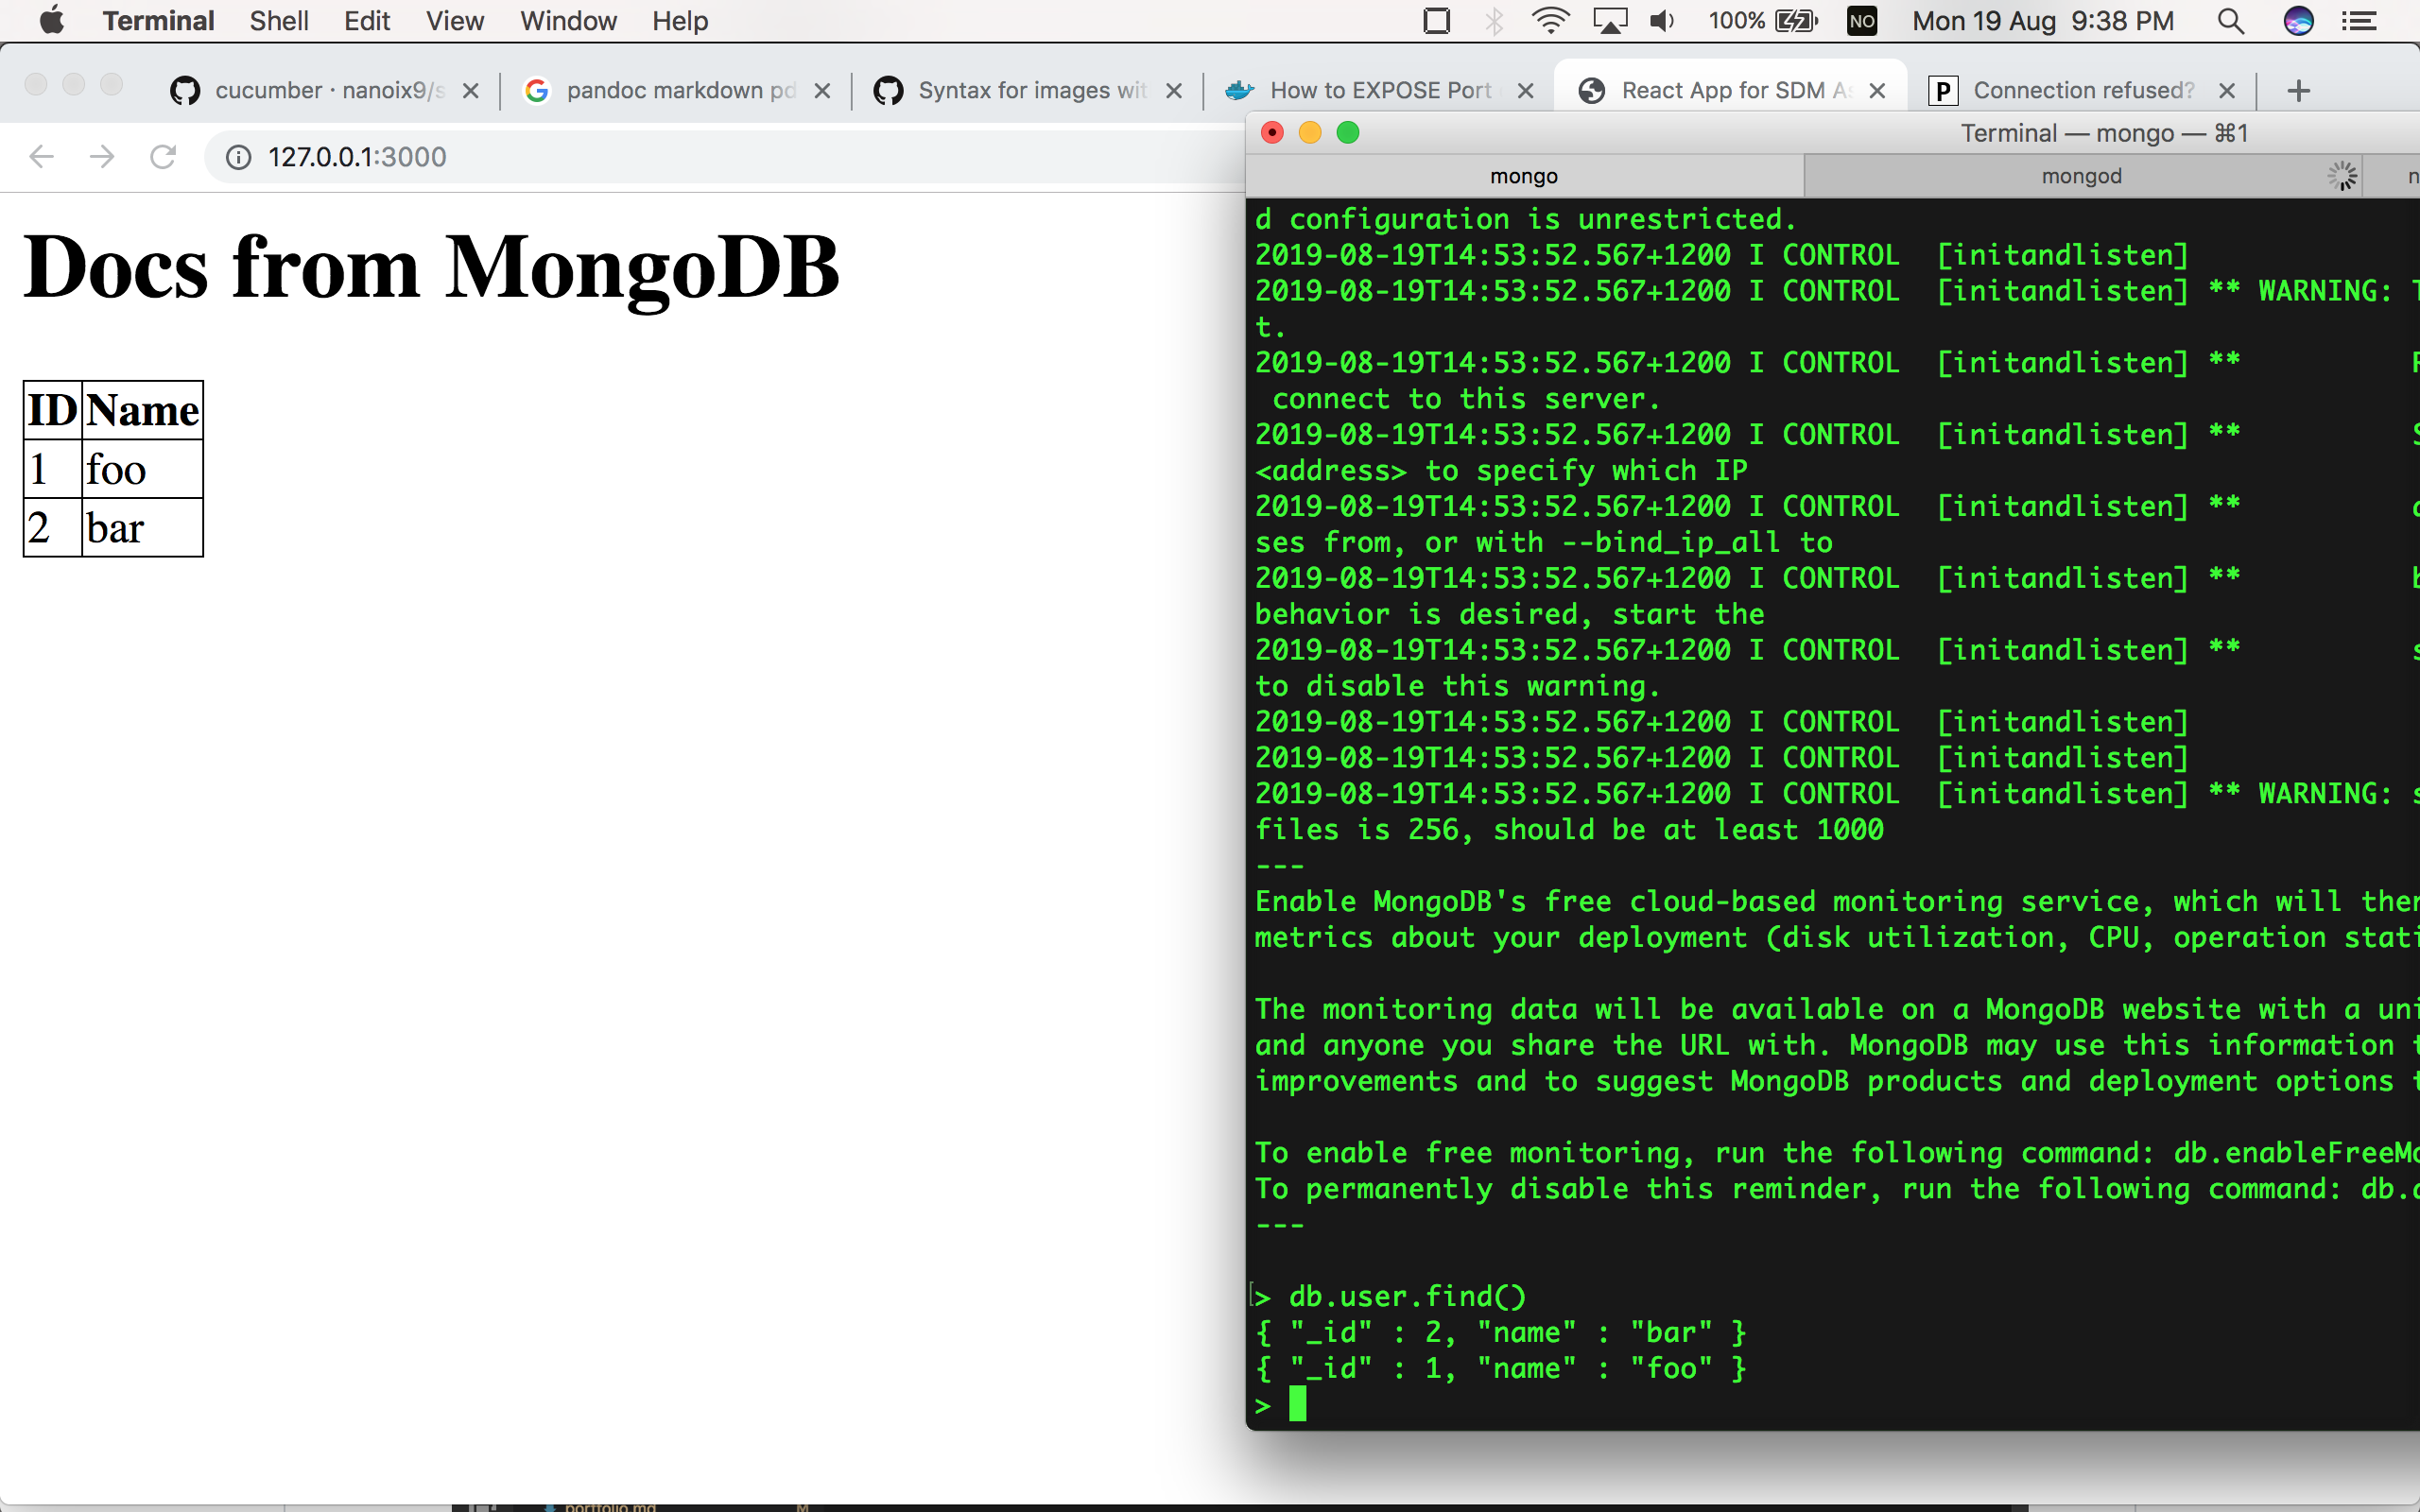 Terminal Shell Edit View Window Help 100% NO Mon 19 Aug 9:38 PM
cucumber · nanoix9/s pandoc markdown pd Syntax for images wit How to EXPOSE Port React App for SDM As Connection refused?
127.0.0.1:3000
Docs from MongoDB
ID Name
1 foo
2 bar
Terminal — mongo — ⌘1
mongo mongod
d configuration is unrestricted.
2019-08-19T14:53:52.567+1200 I CONTROL [initandlisten]
2019-08-19T14:53:52.567+1200 I CONTROL [initandlisten] ** WARNING:
t.
2019-08-19T14:53:52.567+1200 I CONTROL [initandlisten] **
connect to this server.
2019-08-19T14:53:52.567+1200 I CONTROL [initandlisten] **
<address> to specify which IP
2019-08-19T14:53:52.567+1200 I CONTROL [initandlisten] **
ses from, or with --bind_ip_all to
2019-08-19T14:53:52.567+1200 I CONTROL [initandlisten] **
behavior is desired, start the
2019-08-19T14:53:52.567+1200 I CONTROL [initandlisten] **
to disable this warning.
2019-08-19T14:53:52.567+1200 I CONTROL [initandlisten]
2019-08-19T14:53:52.567+1200 I CONTROL [initandlisten]
2019-08-19T14:53:52.567+1200 I CONTROL [initandlisten] ** WARNING: s
files is 256, should be at least 1000
---
Enable MongoDB's free cloud-based monitoring service, which will then
metrics about your deployment (disk utilization, CPU, operation stati

The monitoring data will be available on a MongoDB website with a uni
and anyone you share the URL with. MongoDB may use this information t
improvements and to suggest MongoDB products and deployment options t

To enable free monitoring, run the following command: db.enableFreeMo
To permanently disable this reminder, run the following command: db.d
---

> db.user.find()
{ "_id" : 2, "name" : "bar" }
{ "_id" : 1, "name" : "foo" }
>
portfolio.md M